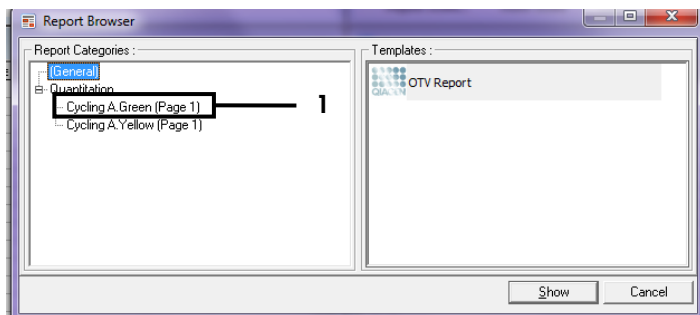 Report Browser
Report Categories :
(General)
Quantitation
Cycling A.Green (Page 1)
Cycling A.Yellow (Page 1)
1
Templates :
QIAGEN
OTV Report
Show
Cancel